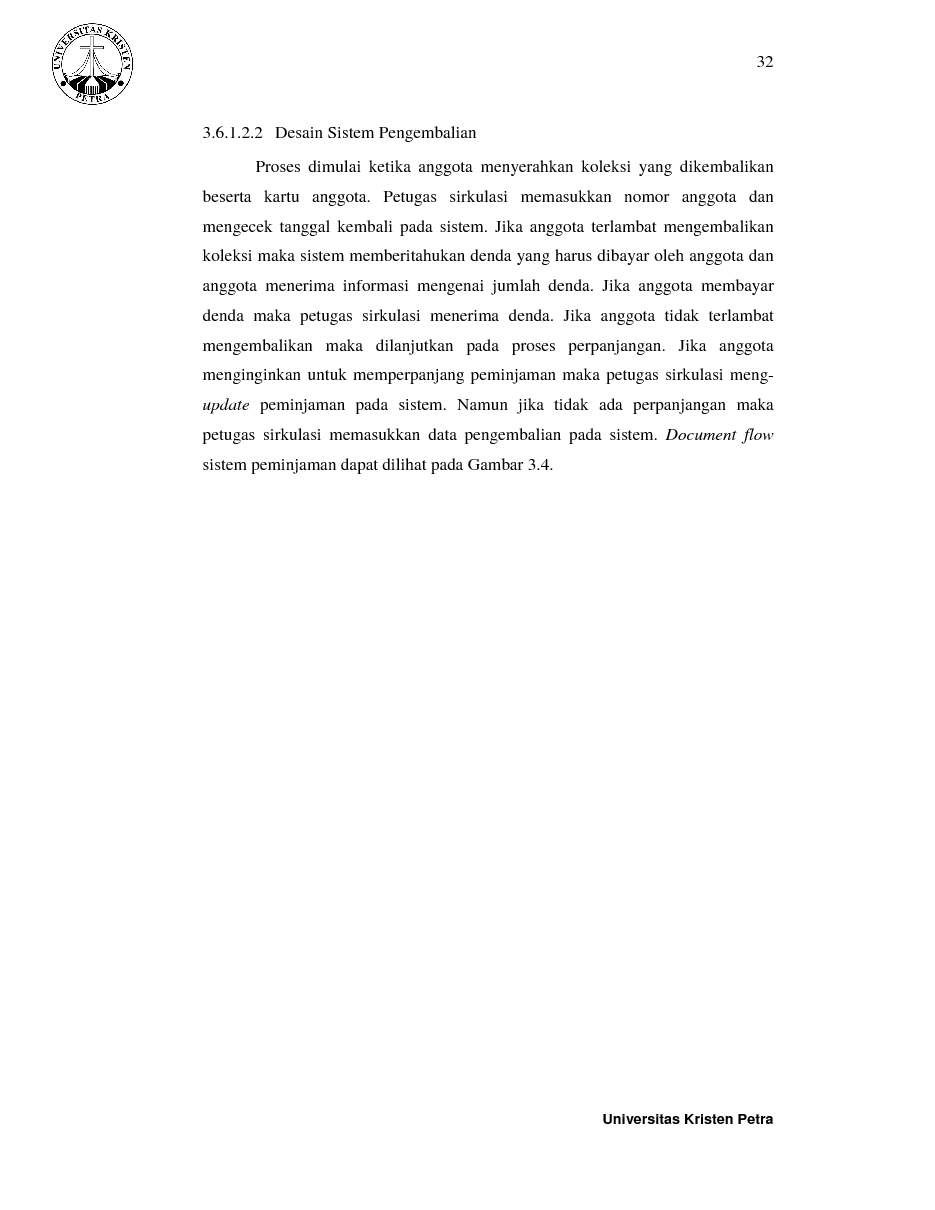 UNIVERSITAS KRISTEN
PETRA
32
3.6.1.2.2 Desain Sistem Pengembalian
Proses dimulai ketika anggota menyerahkan koleksi yang dikembalikan
beserta kartu anggota. Petugas sirkulasi memasukkan nomor anggota dan
mengecek tanggal kembali pada sistem. Jika anggota terlambat mengembalikan
koleksi maka sistem memberitahukan denda yang harus dibayar oleh anggota dan
anggota menerima informasi mengenai jumlah denda. Jika anggota membayar
denda maka petugas sirkulasi menerima denda. Jika anggota tidak terlambat
mengembalikan maka dilanjutkan pada proses perpanjangan. Jika anggota
menginginkan untuk memperpanjang peminjaman maka petugas sirkulasi meng-
update peminjaman pada sistem. Namun jika tidak ada perpanjangan maka
petugas sirkulasi memasukkan data pengembalian pada sistem. Document flow
sistem peminjaman dapat dilihat pada Gambar 3.4.
Universitas Kristen Petra